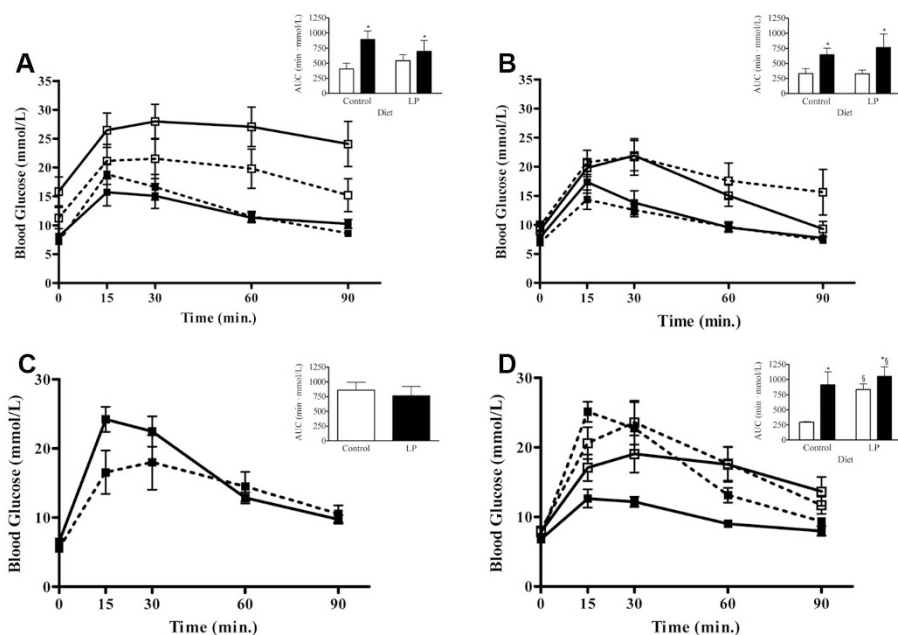 A
Blood Glucose (mmol/L)
35
30
25
20
15
10
5
0
0 15 30 60 90
Time (min.)
AUC (min · mmol/L)
1250
1000
750
500
250
0
* *
Control LP
Diet
B
Blood Glucose (mmol/L)
35
30
25
20
15
10
5
0
0 15 30 60 90
Time (min.)
AUC (min · mmol/L)
1250
1000
750
500
250
0
* *
Control LP
Diet
C
Blood Glucose (mmol/L)
30
20
10
0
0 15 30 60 90
Time (min.)
AUC (min · mmol/L)
1250
1000
750
500
250
0
Control LP
D
Blood Glucose (mmol/L)
30
20
10
0
0 15 30 60 90
Time (min.)
AUC (min · mmol/L)
1250
1000
750
500
250
0
* § *§
Control LP
Diet